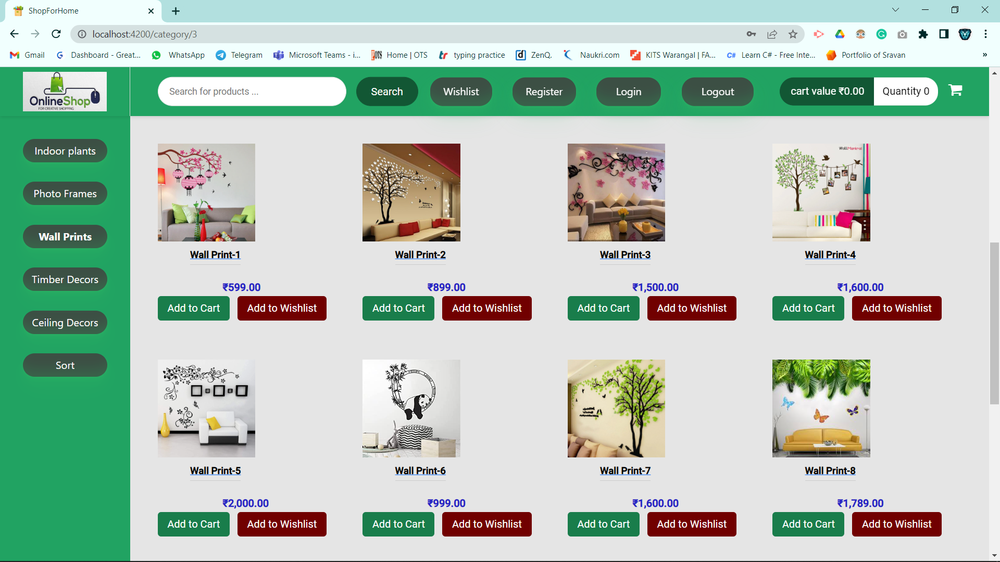 ShopForHome
localhost:4200/category/3
Gmail
Dashboard - Great...
WhatsApp
Telegram
Microsoft Teams - i...
OTS Home | OTS
tr typing practice
d ZenQ.
Naukri.com
KITS Warangal | FA...
C# Learn C# - Free Inte...
Portfolio of Sravan
»
OnlineShop
FOR CREATIVE SHOPPING
Search for products ...
Search
Wishlist
Register
Login
Logout
cart value ₹0.00
Quantity 0
Indoor plants
Photo Frames
Wall Prints
Timber Decors
Ceiling Decors
Sort
WallMantra
Wall Print-1
Wall Print-2
Wall Print-3
Wall Print-4
₹599.00
₹899.00
₹1,500.00
₹1,600.00
Add to Cart Add to Wishlist
Add to Cart Add to Wishlist
Add to Cart Add to Wishlist
Add to Cart Add to Wishlist
Wall Print-5
Wall Print-6
Wall Print-7
Wall Print-8
₹2,000.00
₹999.00
₹1,600.00
₹1,789.00
Add to Cart Add to Wishlist
Add to Cart Add to Wishlist
Add to Cart Add to Wishlist
Add to Cart Add to Wishlist